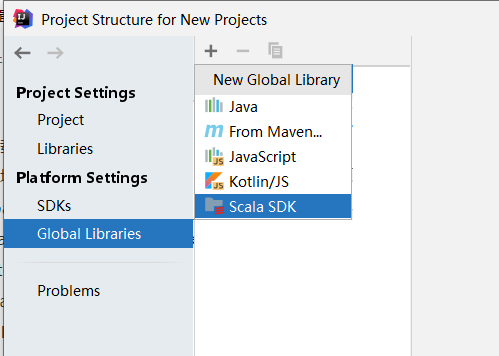 Project Structure for New Projects
Project Settings
Project
Libraries
Platform Settings
SDKs
Global Libraries
Problems
New Global Library
Java
From Maven...
JavaScript
Kotlin/JS
Scala SDK